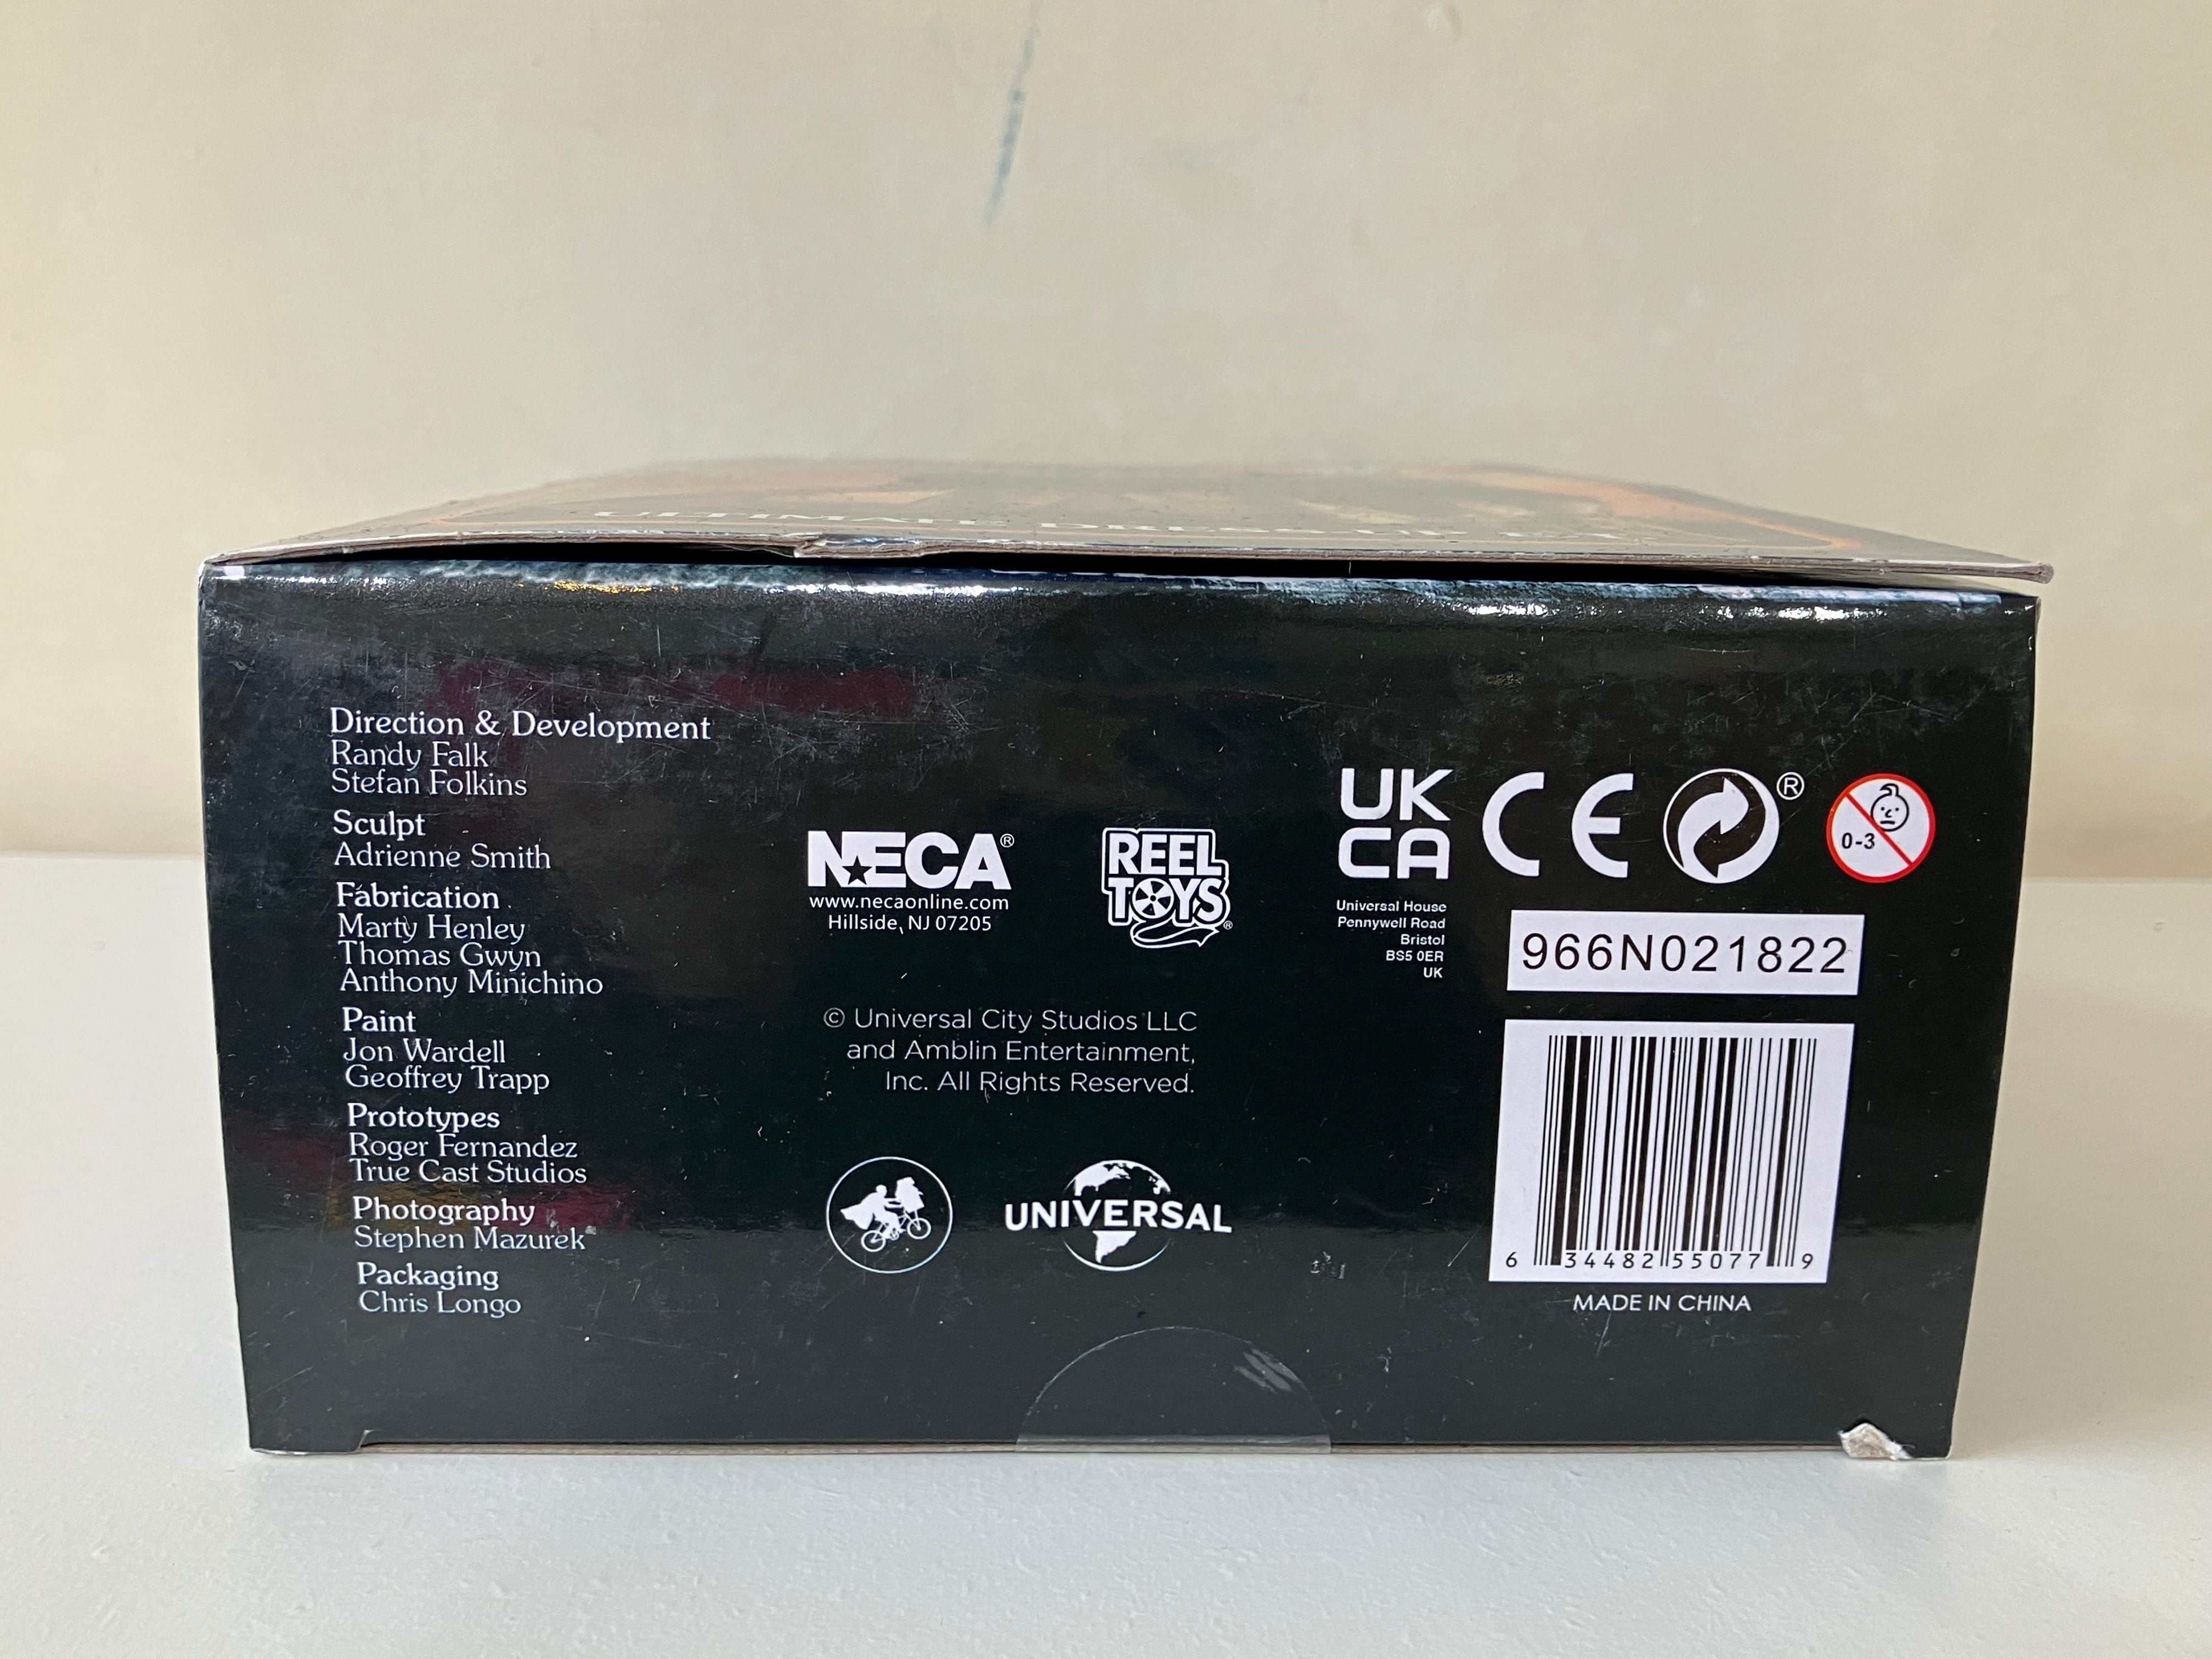 ULTIMATE DRESS-UP E.T.
Direction & Development
Randy Falk
Stefan Folkins
Sculpt
Adrienne Smith
Fabrication
Marty Henley
Thomas Gwyn
Anthony Minichino
Paint
Jon Wardell
Geoffrey Trapp
Prototypes
Roger Fernandez
True Cast Studios
Photography
Stephen Mazurek
Packaging
Chris Longo
NECA®
www.necaonline.com
Hillside, NJ 07205
REEL
TOYS®
© Universal City Studios LLC
and Amblin Entertainment,
Inc. All Rights Reserved.
UNIVERSAL
UK
CA
Universal House
Pennywell Road
Bristol
BS5 0ER
UK
CE
®
0-3
966N021822
6 34482 55077 9
MADE IN CHINA